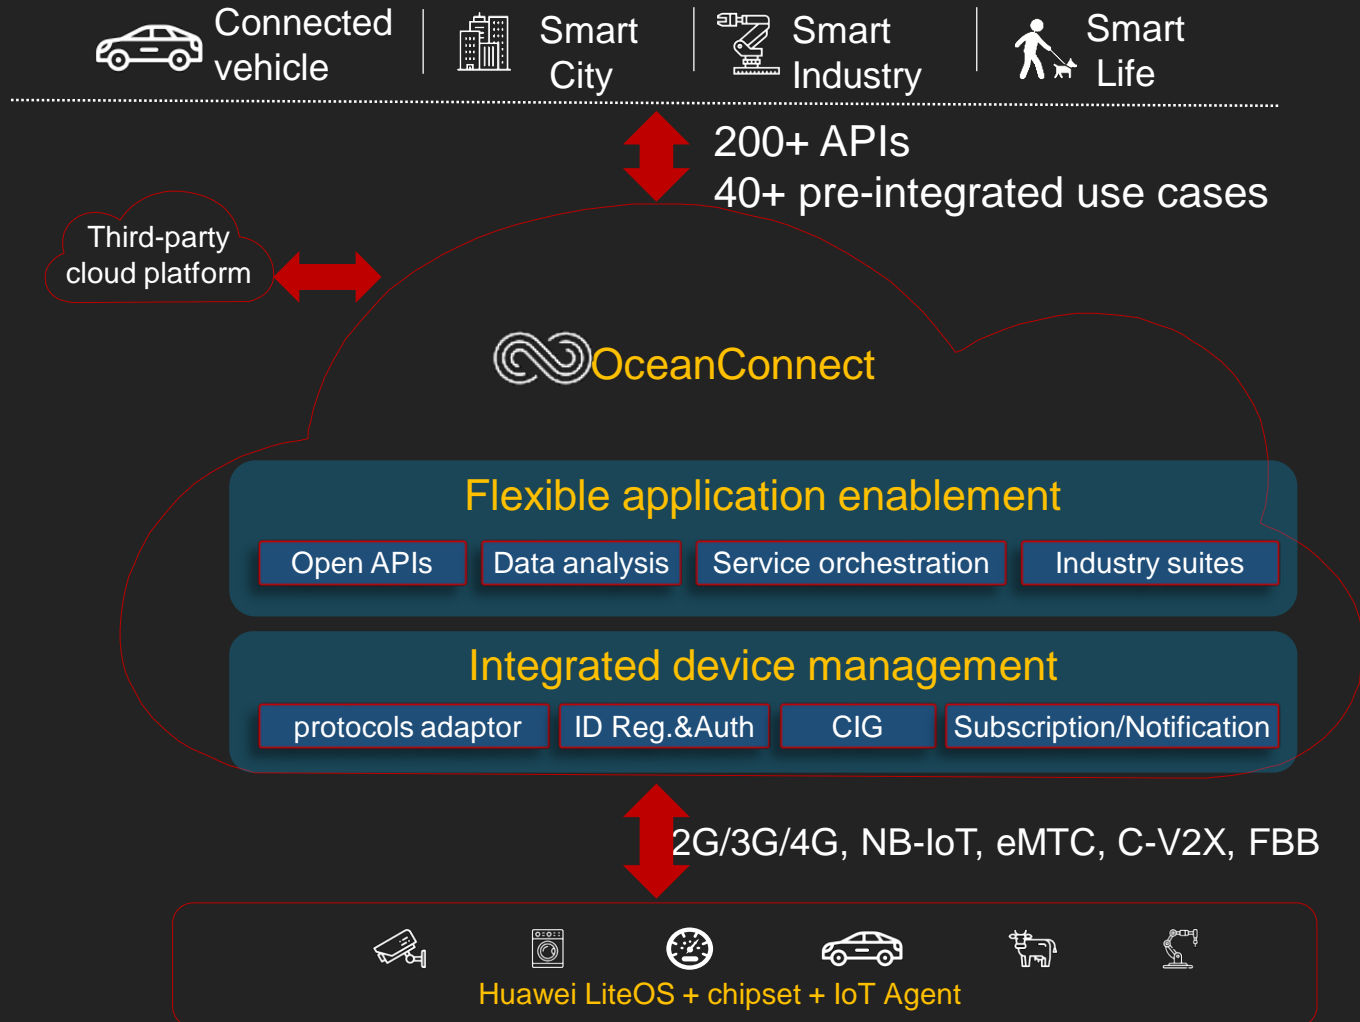 Connected
vehicle
Smart
City
Smart
Industry
Smart
Life
200+ APIs
40+ pre-integrated use cases
Third-party
cloud platform
OceanConnect
Flexible application enablement
Open APIs
Data analysis
Service orchestration
Industry suites
Integrated device management
protocols adaptor
ID Reg.&Auth
CIG
Subscription/Notification
2G/3G/4G, NB-IoT, eMTC, C-V2X, FBB
Huawei LiteOS + chipset + IoT Agent